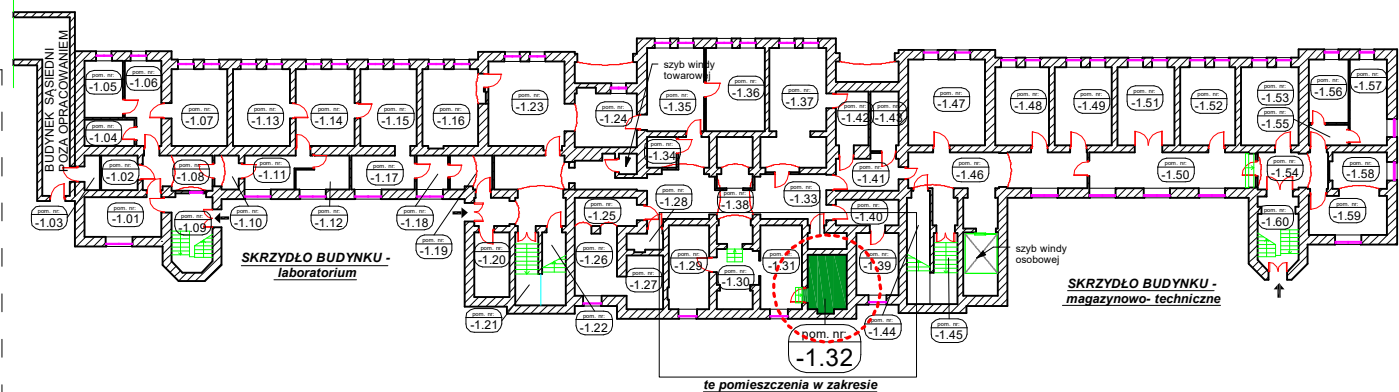 BUDYNEK SĄSIEDNI
POZA OPRACOWANIEM
pom. nr:
-1.05
pom. nr:
-1.06
pom. nr:
-1.04
pom. nr:
-1.07
pom. nr:
-1.13
pom. nr:
-1.14
pom. nr:
-1.15
pom. nr:
-1.16
pom. nr:
-1.23
pom. nr:
-1.24
szyb windy
towarowej
pom. nr:
-1.35
pom. nr:
-1.36
pom. nr:
-1.37
pom. nr:
-1.42
pom. nr:
-1.43
pom. nr:
-1.47
pom. nr:
-1.48
pom. nr:
-1.49
pom. nr:
-1.51
pom. nr:
-1.52
pom. nr:
-1.53
pom. nr:
-1.55
pom. nr:
-1.56
pom. nr:
-1.57
pom. nr:
-1.02
pom. nr:
-1.08
pom. nr:
-1.11
pom. nr:
-1.17
pom. nr:
-1.34
pom. nr:
-1.41
pom. nr:
-1.46
pom. nr:
-1.50
pom. nr:
-1.54
pom. nr:
-1.58
pom. nr:
-1.03
pom. nr:
-1.01
pom. nr:
-1.09
pom. nr:
-1.10
pom. nr:
-1.12
pom. nr:
-1.18
pom. nr:
-1.19
pom. nr:
-1.25
pom. nr:
-1.28
pom. nr:
-1.38
pom. nr:
-1.33
pom. nr:
-1.40
pom. nr:
-1.60
pom. nr:
-1.59
SKRZYDŁO BUDYNKU -
laboratorium
pom. nr:
-1.20
pom. nr:
-1.26
pom. nr:
-1.27
pom. nr:
-1.29
pom. nr:
-1.30
pom. nr:
-1.31
pom. nr:
-1.39
szyb windy
osobowej
SKRZYDŁO BUDYNKU -
magazynowo- techniczne
pom. nr:
-1.21
pom. nr:
-1.22
pom. nr:
-1.32
pom. nr:
-1.44
pom. nr:
-1.45
te pomieszczenia w zakresie